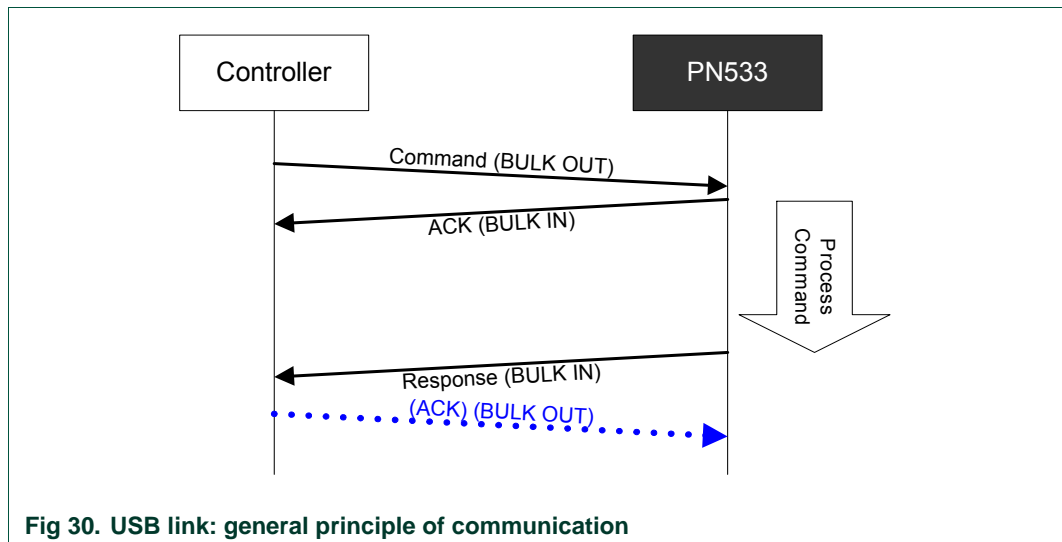 Controller
PN533
Command (BULK OUT)
ACK (BULK IN)
Process
Command
Response (BULK IN)
(ACK) (BULK OUT)
Fig 30. USB link: general principle of communication